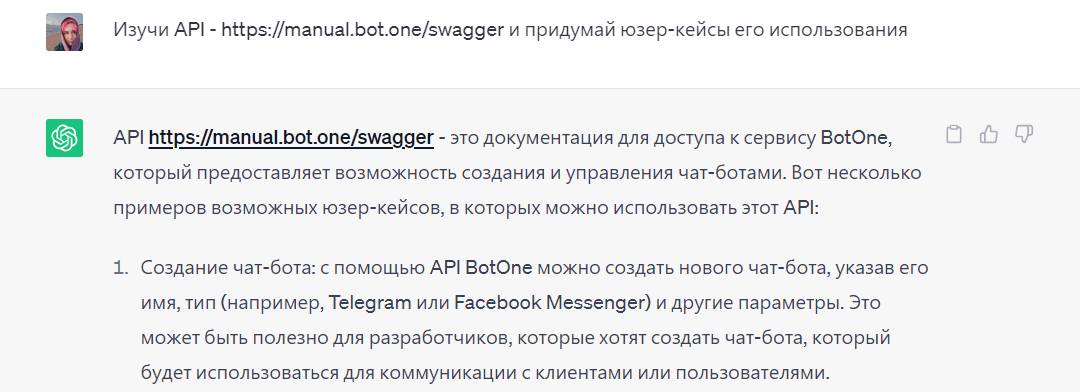 Изучи API - https://manual.bot.one/swagger и придумай юзер-кейсы его использования
API https://manual.bot.one/swagger - это документация для доступа к сервису BotOne,
который предоставляет возможность создания и управления чат-ботами. Вот несколько
примеров возможных юзер-кейсов, в которых можно использовать этот API:
1. Создание чат-бота: с помощью API BotOne можно создать нового чат-бота, указав его
имя, тип (например, Telegram или Facebook Messenger) и другие параметры. Это
может быть полезно для разработчиков, которые хотят создать чат-бота, который
будет использоваться для коммуникации с клиентами или пользователями.